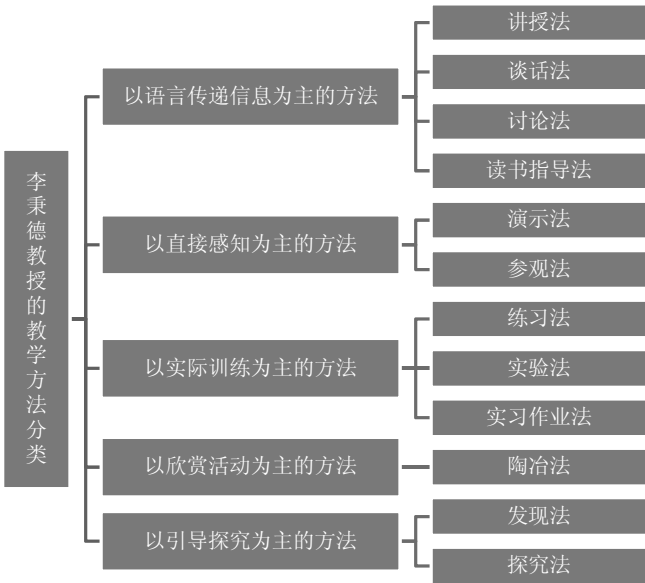 李秉德教授的教学方法分类
以语言传递信息为主的方法
讲授法
谈话法
讨论法
读书指导法
以直接感知为主的方法
演示法
参观法
以实际训练为主的方法
练习法
实验法
实习作业法
以欣赏活动为主的方法
陶冶法
以引导探究为主的方法
发现法
探究法